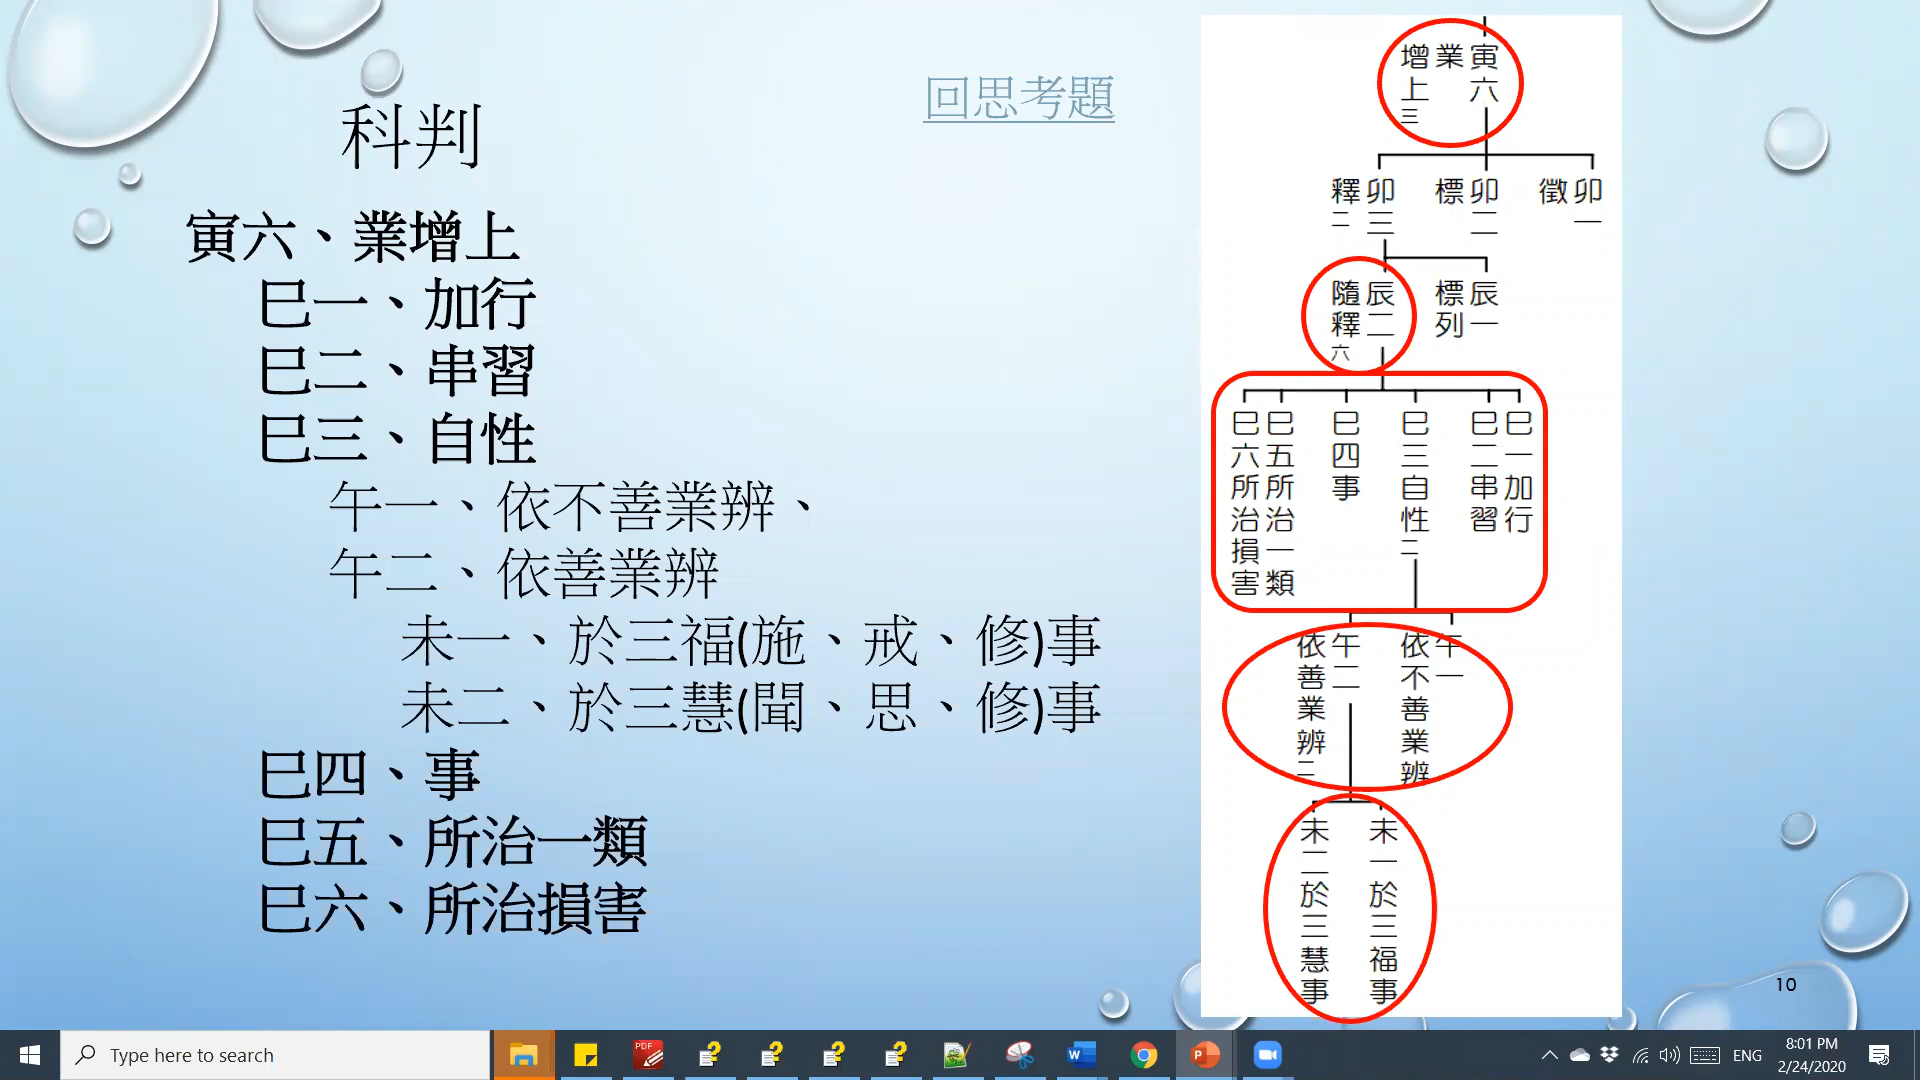 科判
回思考題
寅六、業增上
巳一、加行
巳二、串習
巳三、自性
午一、依不善業辨、
午二、依善業辨
未一、於三福(施、戒、修)事
未二、於三慧(聞、思、修)事
巳四、事
巳五、所治一類
巳六、所治損害
寅六
業
增上三
卯一
徵
卯二
標
卯三
釋二
辰一
標列
辰二
隨釋六
巳一加行
巳二串習
巳三自性二
巳四事
巳五所治一類
巳六所治損害
午一
依不善業辨
午二
依善業辨二
未一於三福事
未二於三慧事
10
Type here to search
PDF
ENG
8:01 PM
2/24/2020